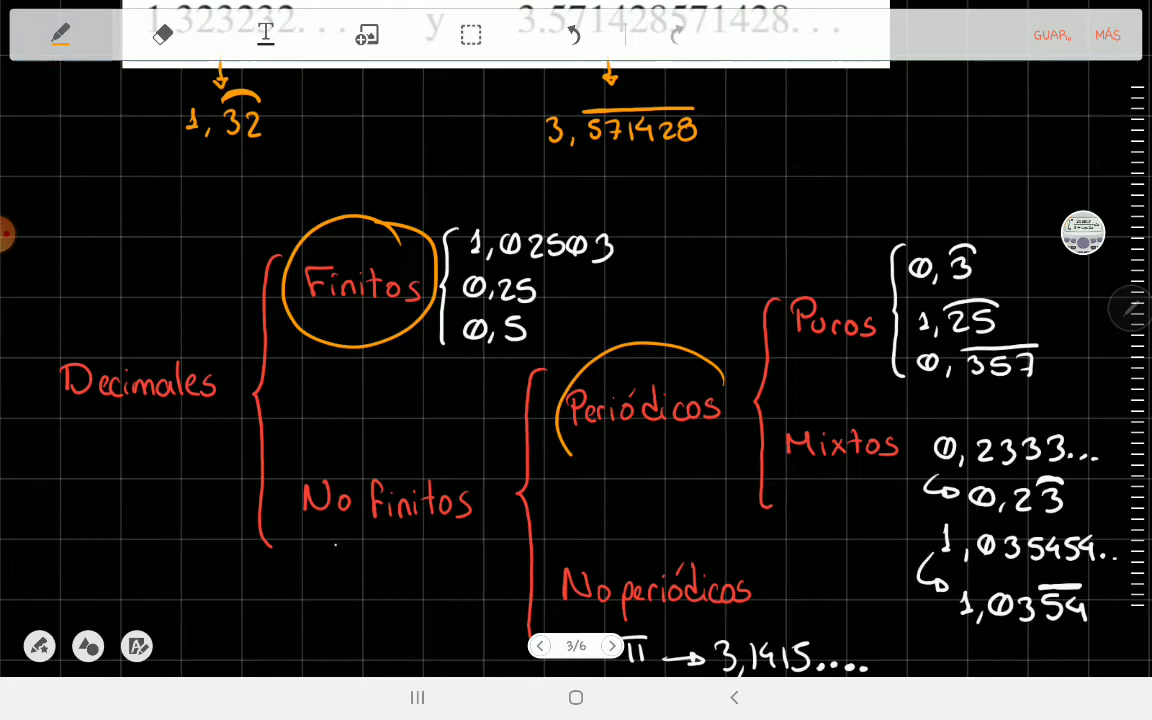 1.323232... y 3.571428571428...
T
GUAR. MÁS
1,32
3,571428
Decimales
Finitos
1,02503
0,25
0,5
No finitos
Periódicos
Puros
0,3
1,25
0,357
Mixtos
0,2333...
0,23
1,035454..
1,0354
No periódicos
π → 3,1415....
3/6